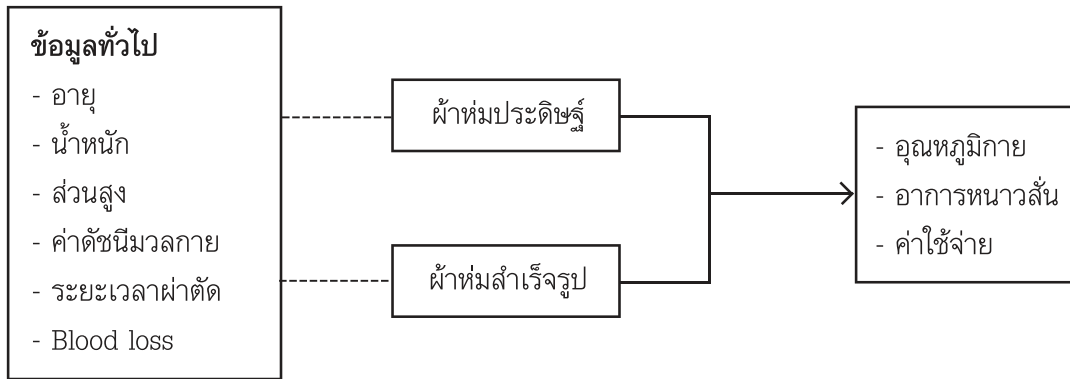 ข้อมูลทั่วไป
- อายุ
- น้ำหนัก
- ส่วนสูง
- ค่าดัชนีมวลกาย
- ระยะเวลาผ่าตัด
- Blood loss
ผ้าห่มประดิษฐ์
ผ้าห่มสำเร็จรูป
- อุณหภูมิกาย
- อาการหนาวสั่น
- ค่าใช้จ่าย